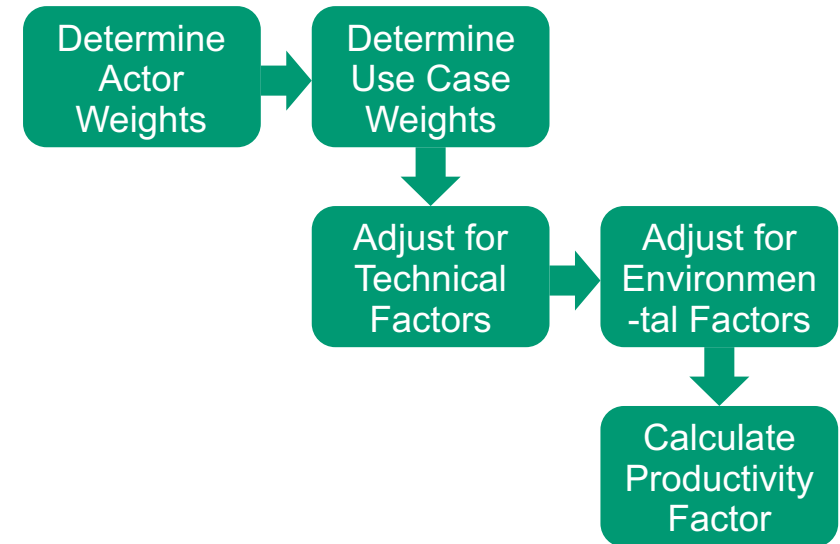 Determine
Actor
Weights
Determine
Use Case
Weights
Adjust for
Technical
Factors
Adjust for
Environmen
-tal Factors
Calculate
Productivity
Factor